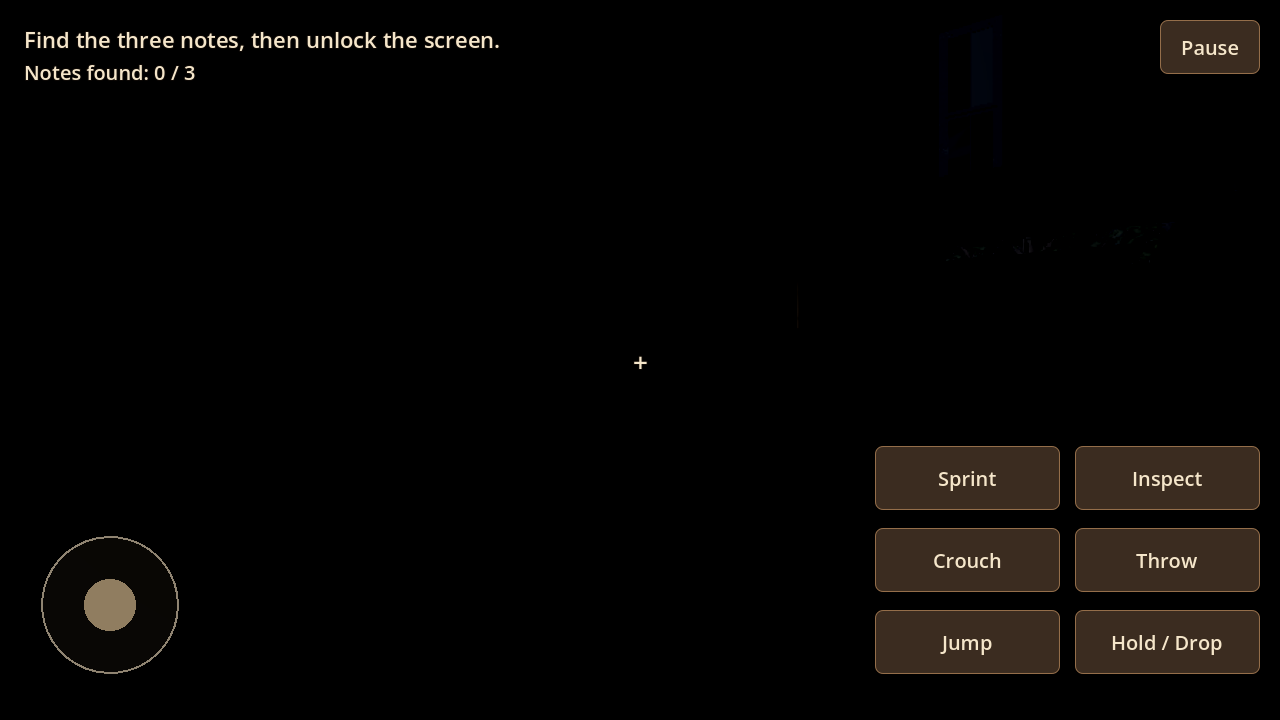 Find the three notes, then unlock the screen.
Notes found: 0 / 3
Pause
+
Sprint
Inspect
Crouch
Throw
Jump
Hold / Drop